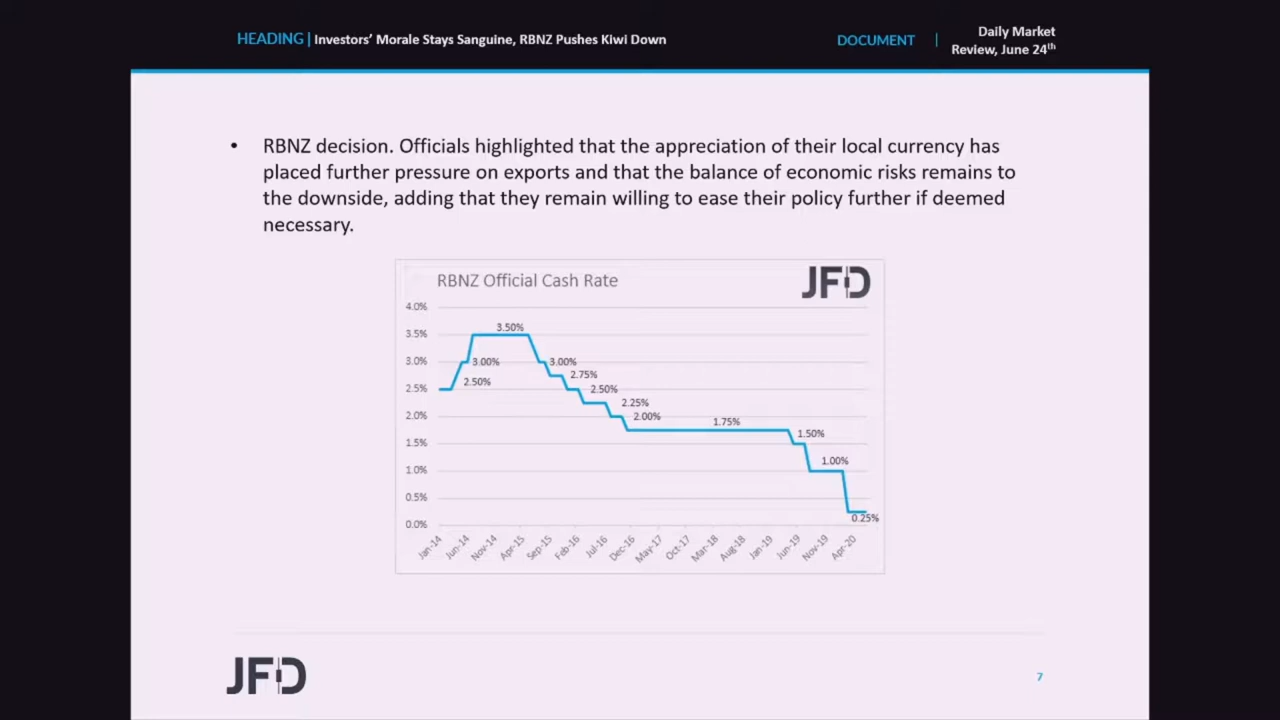 HEADING | Investors’ Morale Stays Sanguine, RBNZ Pushes Kiwi Down
DOCUMENT |
Daily Market
Review, June 24th
• RBNZ decision. Officials highlighted that the appreciation of their local currency has
placed further pressure on exports and that the balance of economic risks remains to
the downside, adding that they remain willing to ease their policy further if deemed
necessary.
RBNZ Official Cash Rate
JFD
4.0%
3.5%
3.0%
2.5%
2.0%
1.5%
1.0%
0.5%
0.0%
3.50%
3.00%
2.50%
3.00%
2.75%
2.50%
2.25%
2.00%
1.75%
1.50%
1.00%
0.25%
Jan-14
Jun-14
Nov-14
Apr-15
Sep-15
Feb-16
Jul-16
Dec-16
May-17
Oct-17
Mar-18
Aug-18
Jan-19
Jun-19
Nov-19
Apr-20
JFD
7